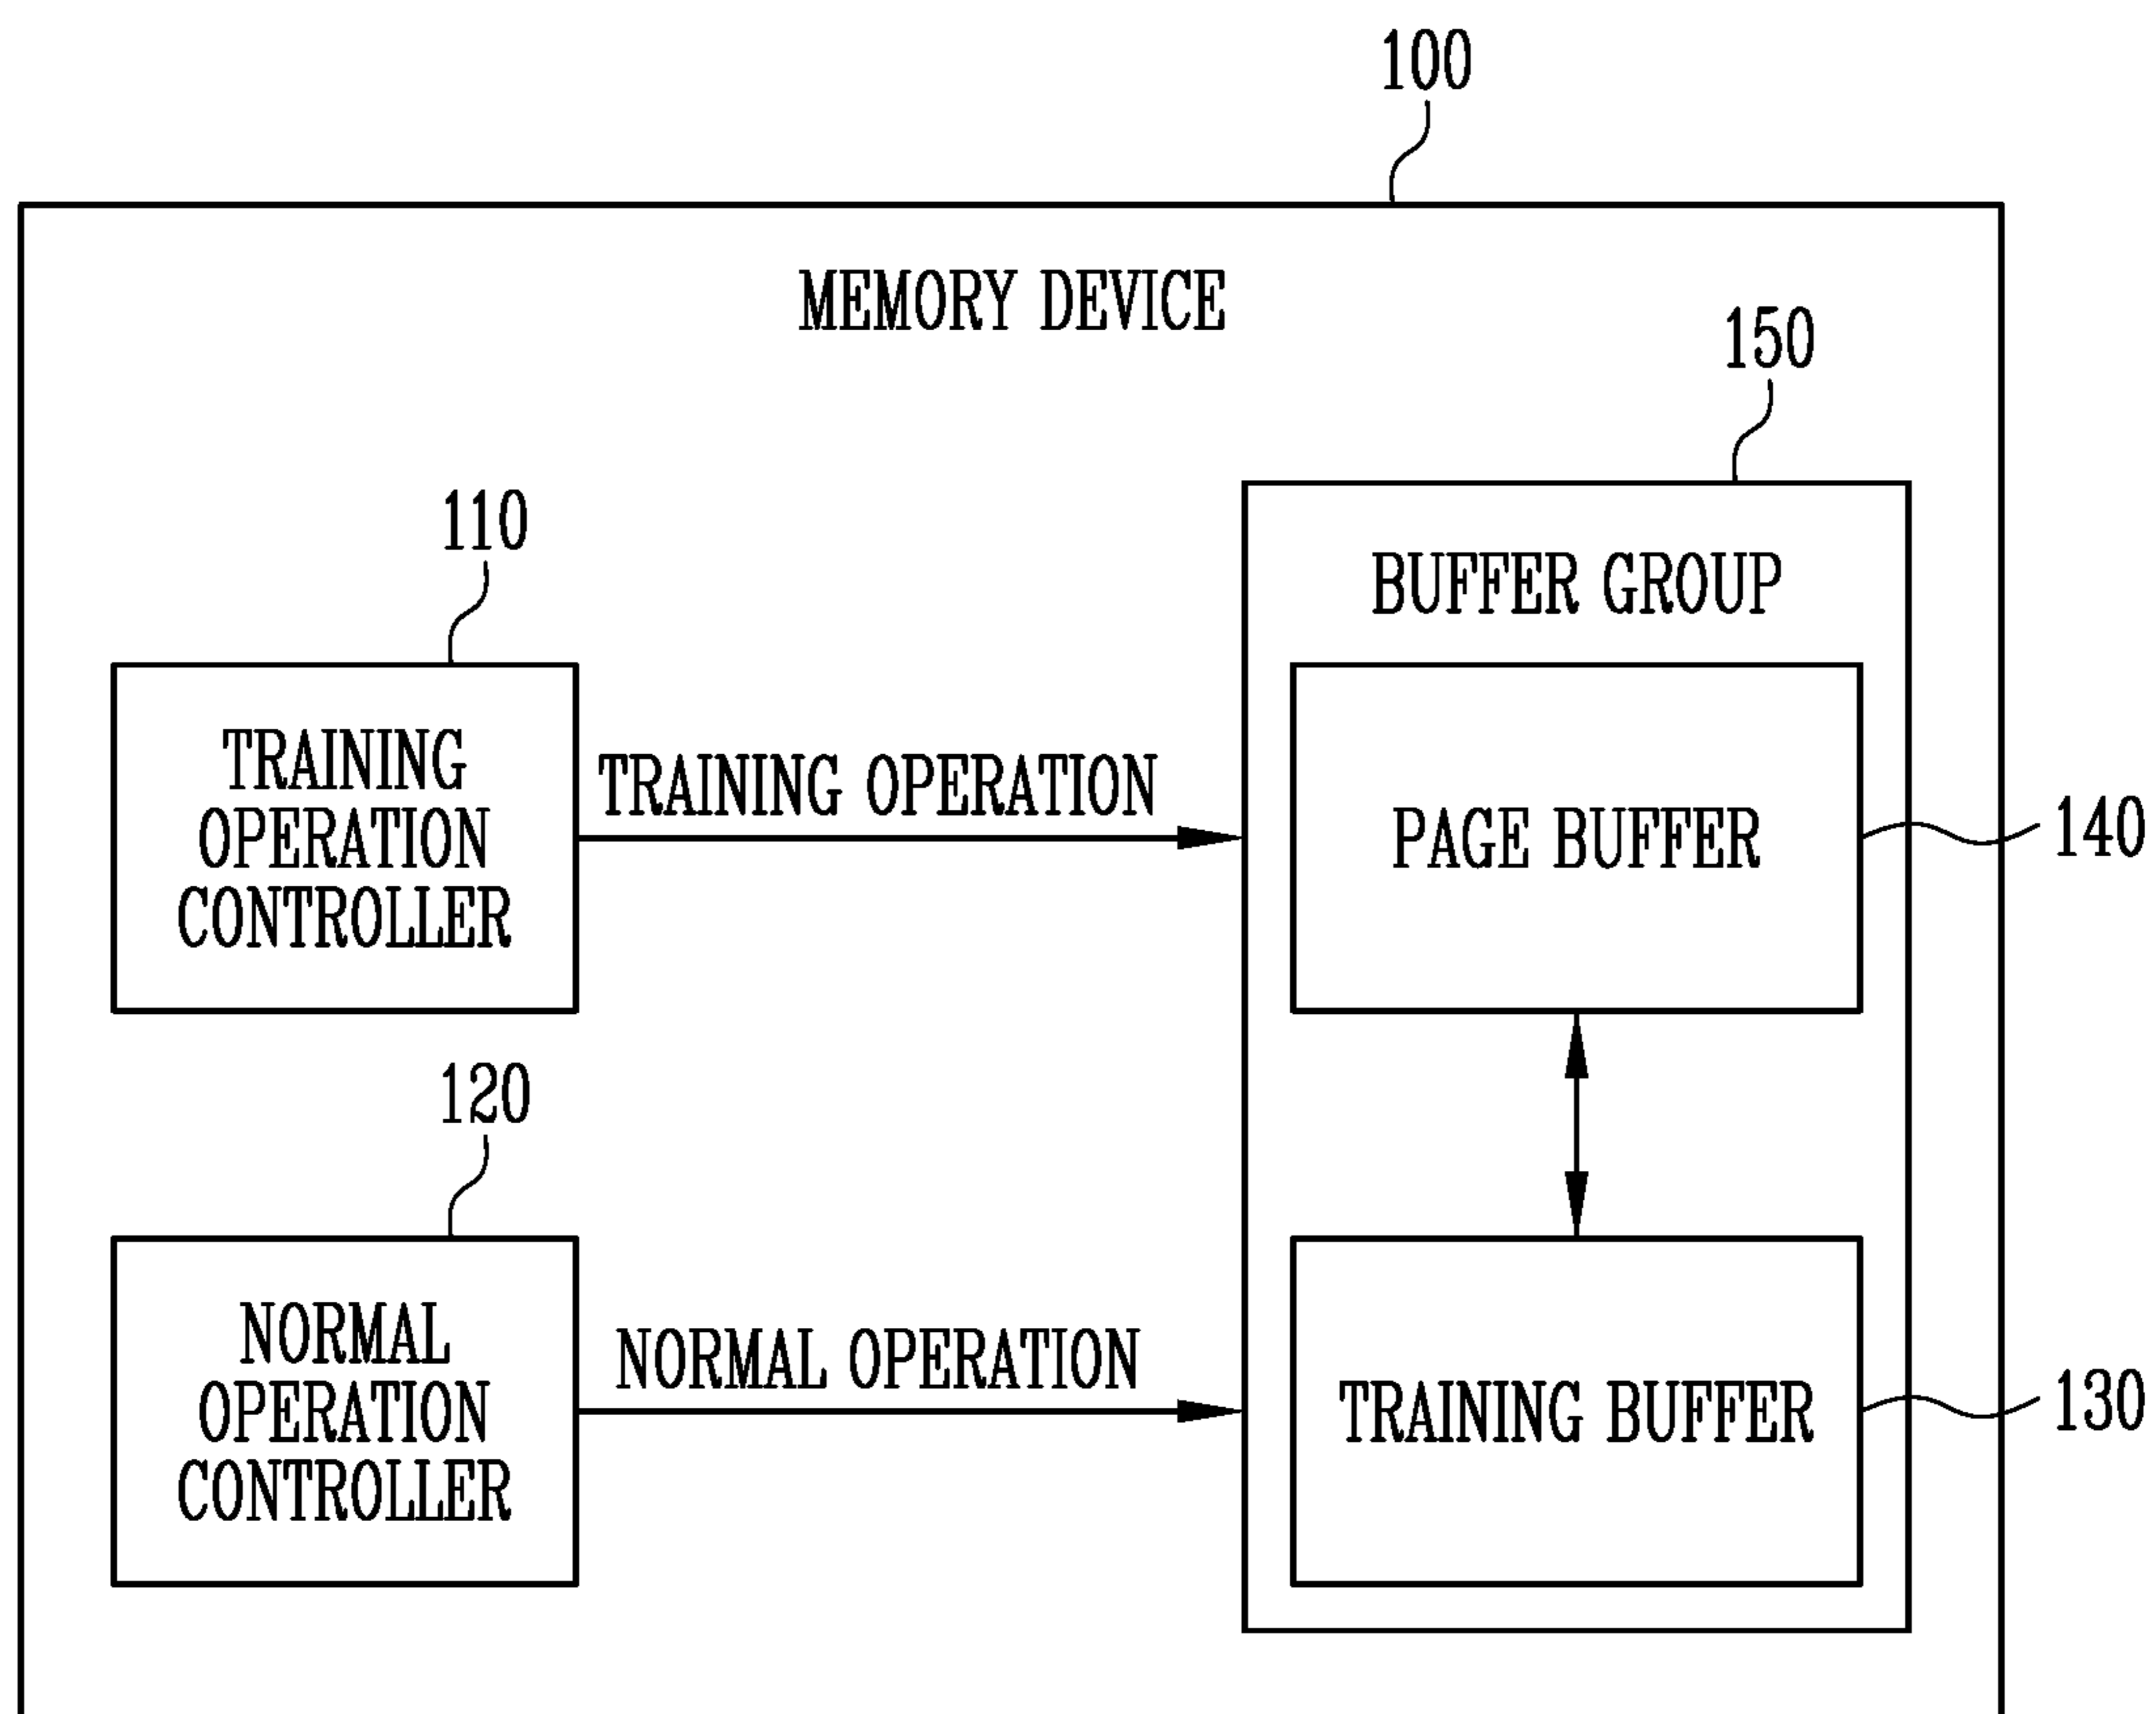 100
MEMORY DEVICE
150
110
BUFFER GROUP
TRAINING
OPERATION
CONTROLLER
TRAINING OPERATION
PAGE BUFFER
140
120
NORMAL
OPERATION
CONTROLLER
NORMAL OPERATION
TRAINING BUFFER
130